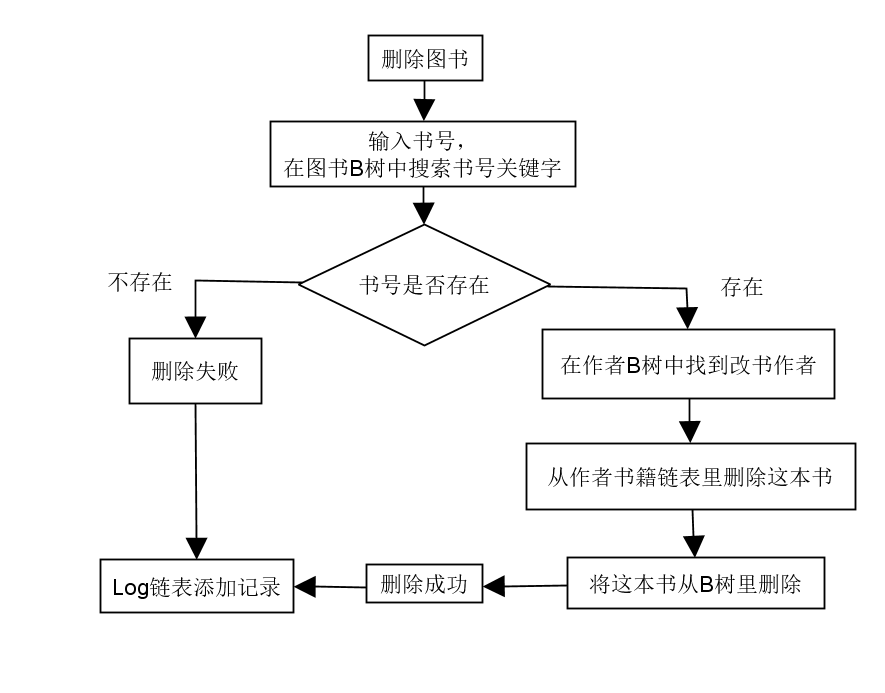 删除图书
输入书号，
在图书B树中搜索书号关键字
书号是否存在
不存在
存在
删除失败
在作者B树中找到改书作者
从作者书籍链表里删除这本书
Log链表添加记录
删除成功
将这本书从B树里删除